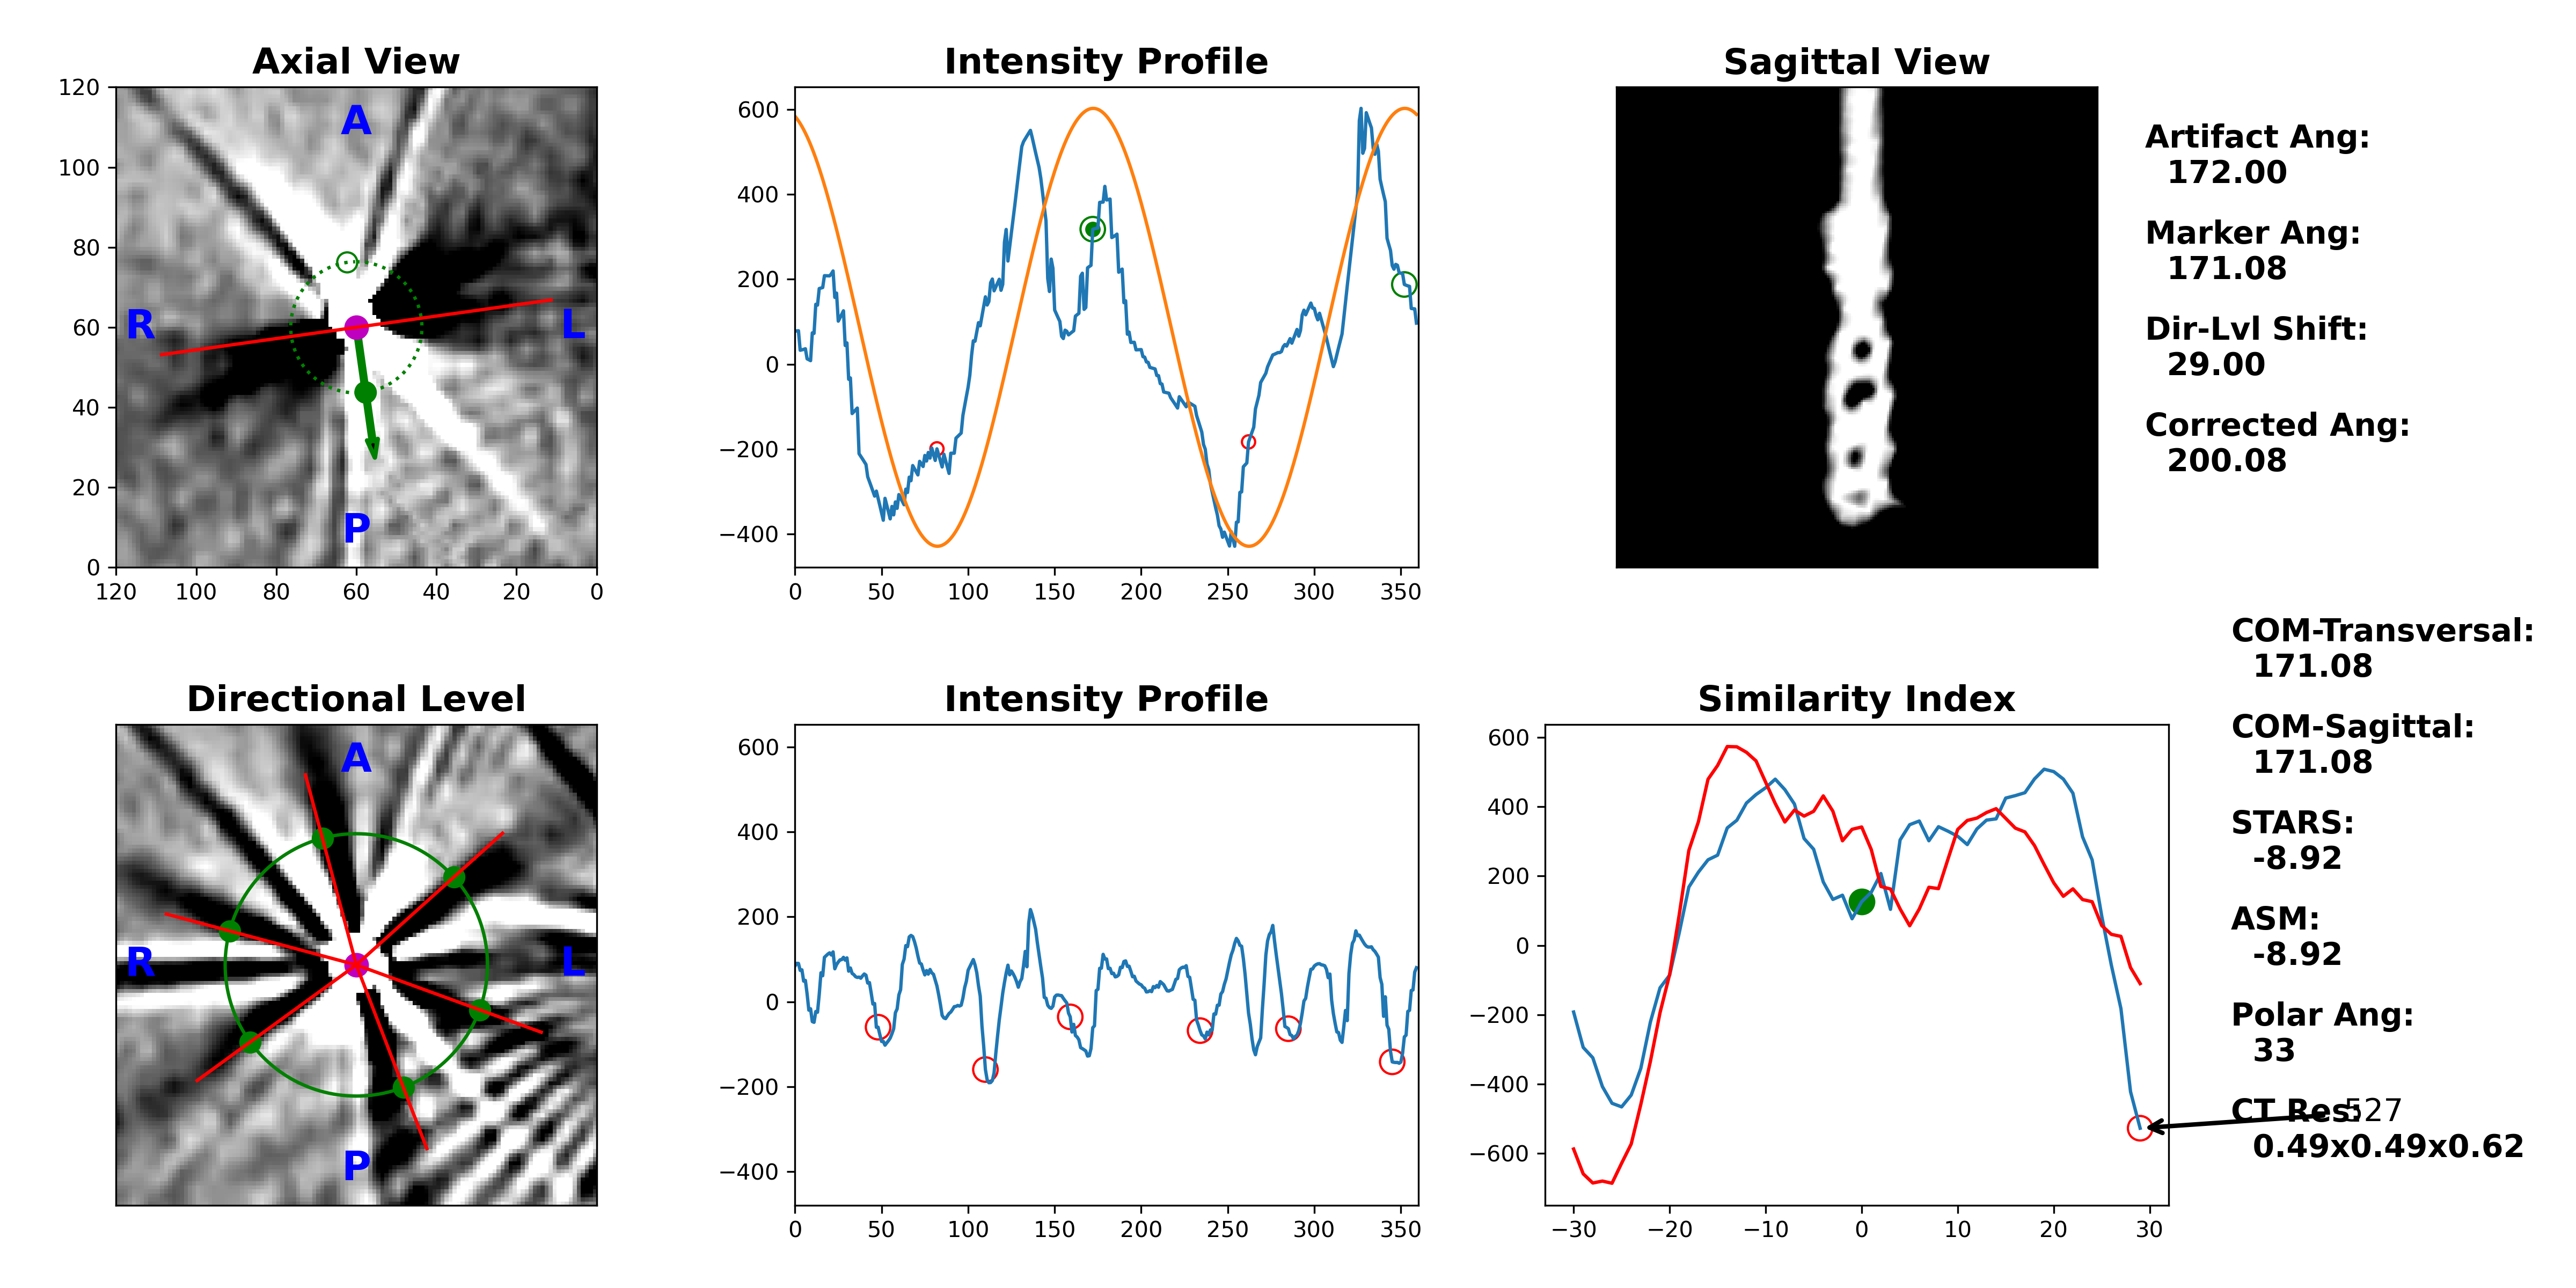 Axial View
120
100
80
60
40
20
0
120 100 80 60 40 20 0
A
R
L
P
Intensity Profile
600
400
200
0
−200
−400
0 50 100 150 200 250 300 350
Sagittal View
Artifact Ang:
172.00
Marker Ang:
171.08
Dir-Lvl Shift:
29.00
Corrected Ang:
200.08
Directional Level
A
R
L
P
Intensity Profile
600
400
200
0
−200
−400
0 50 100 150 200 250 300 350
Similarity Index
600
400
200
0
−200
−400
−600
−30 −20 −10 0 10 20 30
COM-Transversal:
171.08
COM-Sagittal:
171.08
STARS:
-8.92
ASM:
-8.92
Polar Ang:
33
CT Res:
527
0.49x0.49x0.62